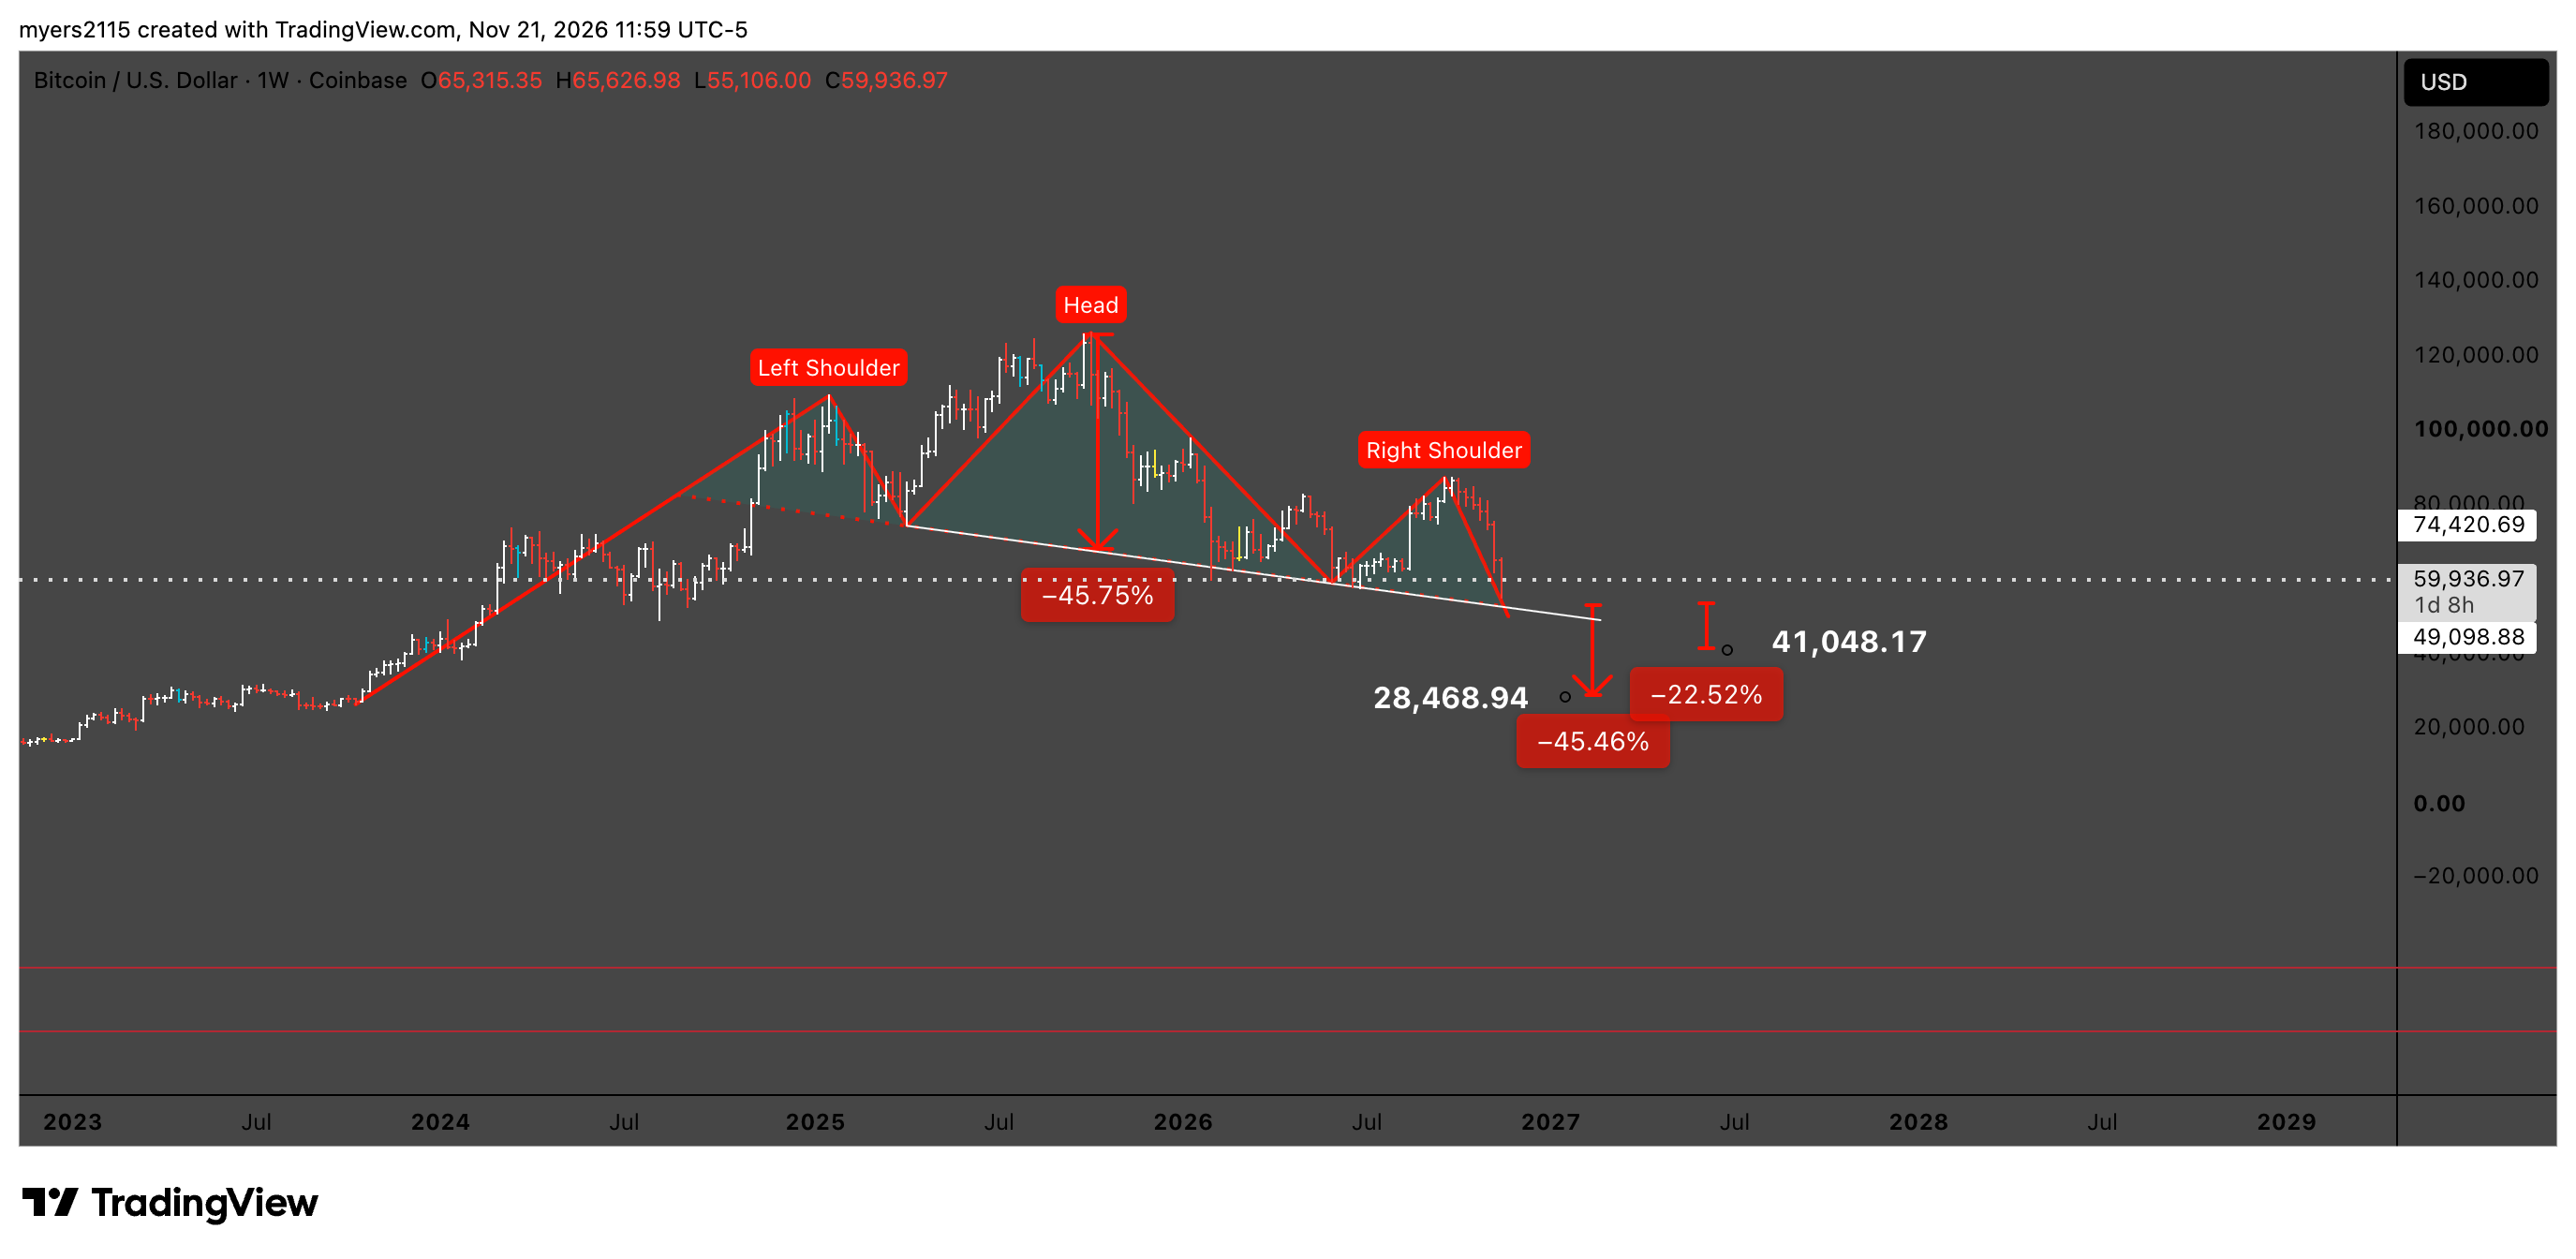 myers2115 created with TradingView.com, Nov 21, 2026 11:59 UTC-5
Bitcoin / U.S. Dollar · 1W · Coinbase O65,315.35 H65,626.98 L55,106.00 C59,936.97
USD
180,000.00
160,000.00
140,000.00
Head
120,000.00
Left Shoulder
100,000.00
Right Shoulder
80,000.00
74,420.69
59,936.97
1d 8h
−45.75%
49,098.88
41,048.17
40,000.00
28,468.94
−22.52%
20,000.00
−45.46%
0.00
−20,000.00
2023 Jul 2024 Jul 2025 Jul 2026 Jul 2027 Jul 2028 Jul 2029
TradingView